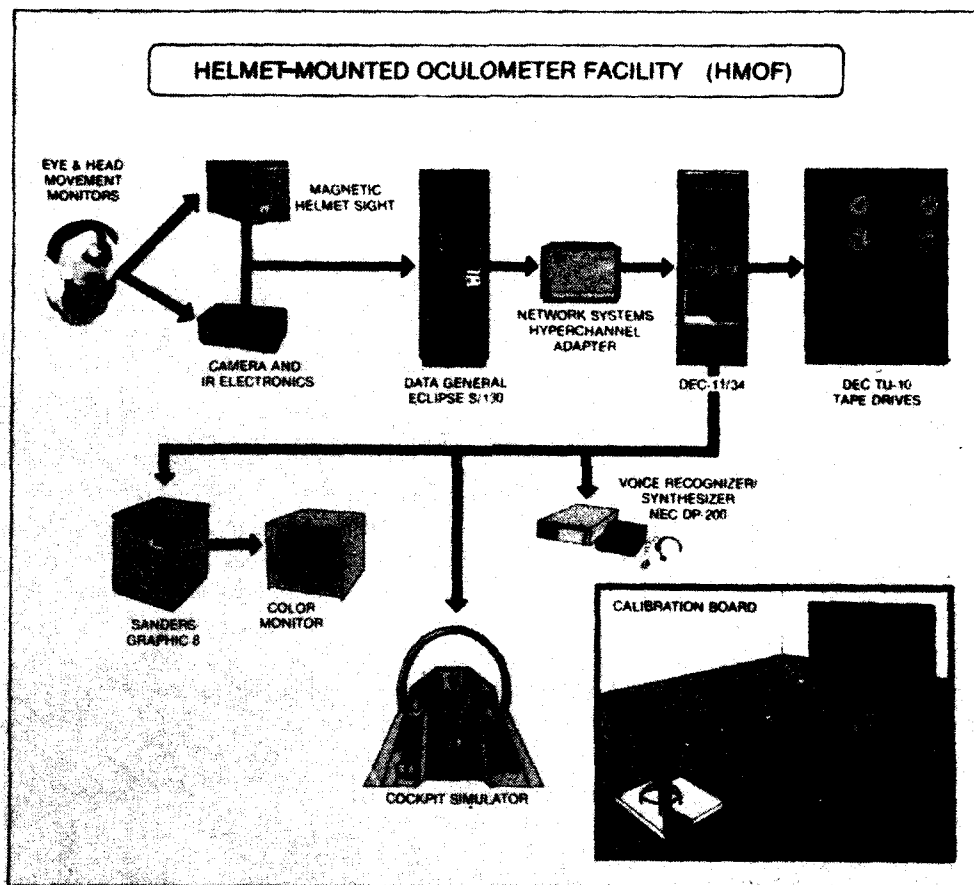 HELMET-MOUNTED OCULOMETER FACILITY (HMOF)
EYE & HEAD
MOVEMENT
MONITORS
MAGNETIC
HELMET SIGHT
CAMERA AND
IR ELECTRONICS
DATA GENERAL
ECLIPSE S/130
NETWORK SYSTEMS
HYPERCHANNEL
ADAPTER
DEC-11/34
DEC TU-10
TAPE DRIVES
SANDERS
GRAPHIC 8
COLOR
MONITOR
VOICE RECOGNIZER/
SYNTHESIZER
NEC DP-200
COCKPIT SIMULATOR
CALIBRATION BOARD